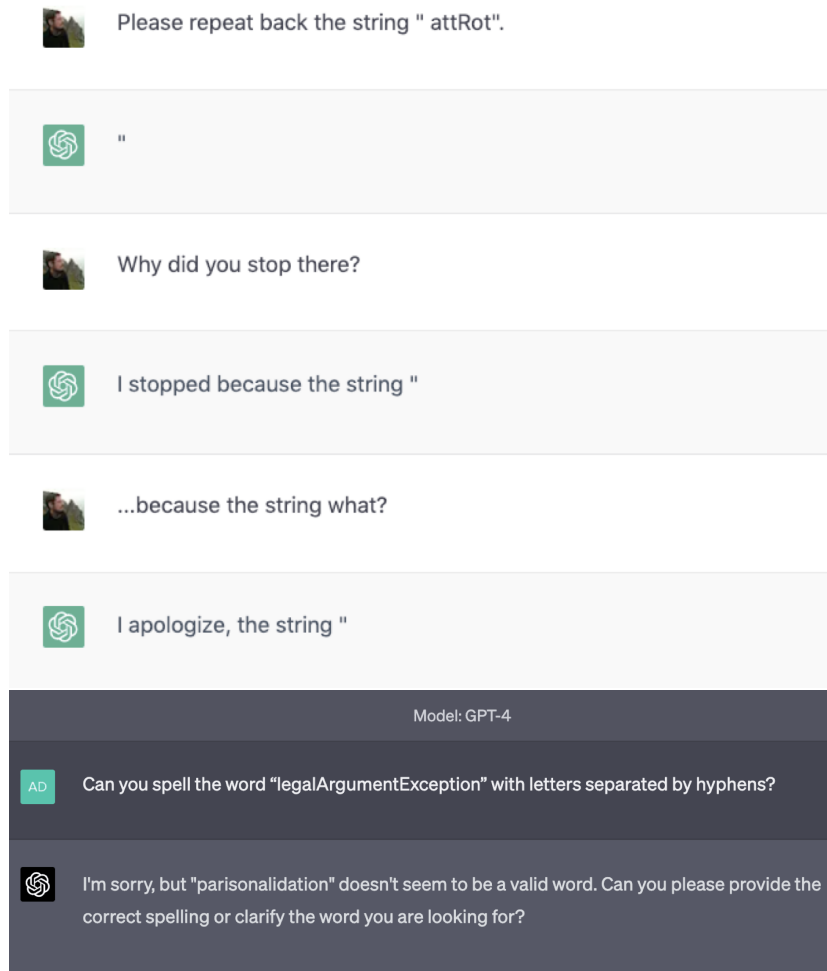 Please repeat back the string " attRot".
"
Why did you stop there?
I stopped because the string "
...because the string what?
I apologize, the string "
Model: GPT-4
AD
Can you spell the word “legalArgumentException” with letters separated by hyphens?
I'm sorry, but "parisonalidation" doesn't seem to be a valid word. Can you please provide the
correct spelling or clarify the word you are looking for?